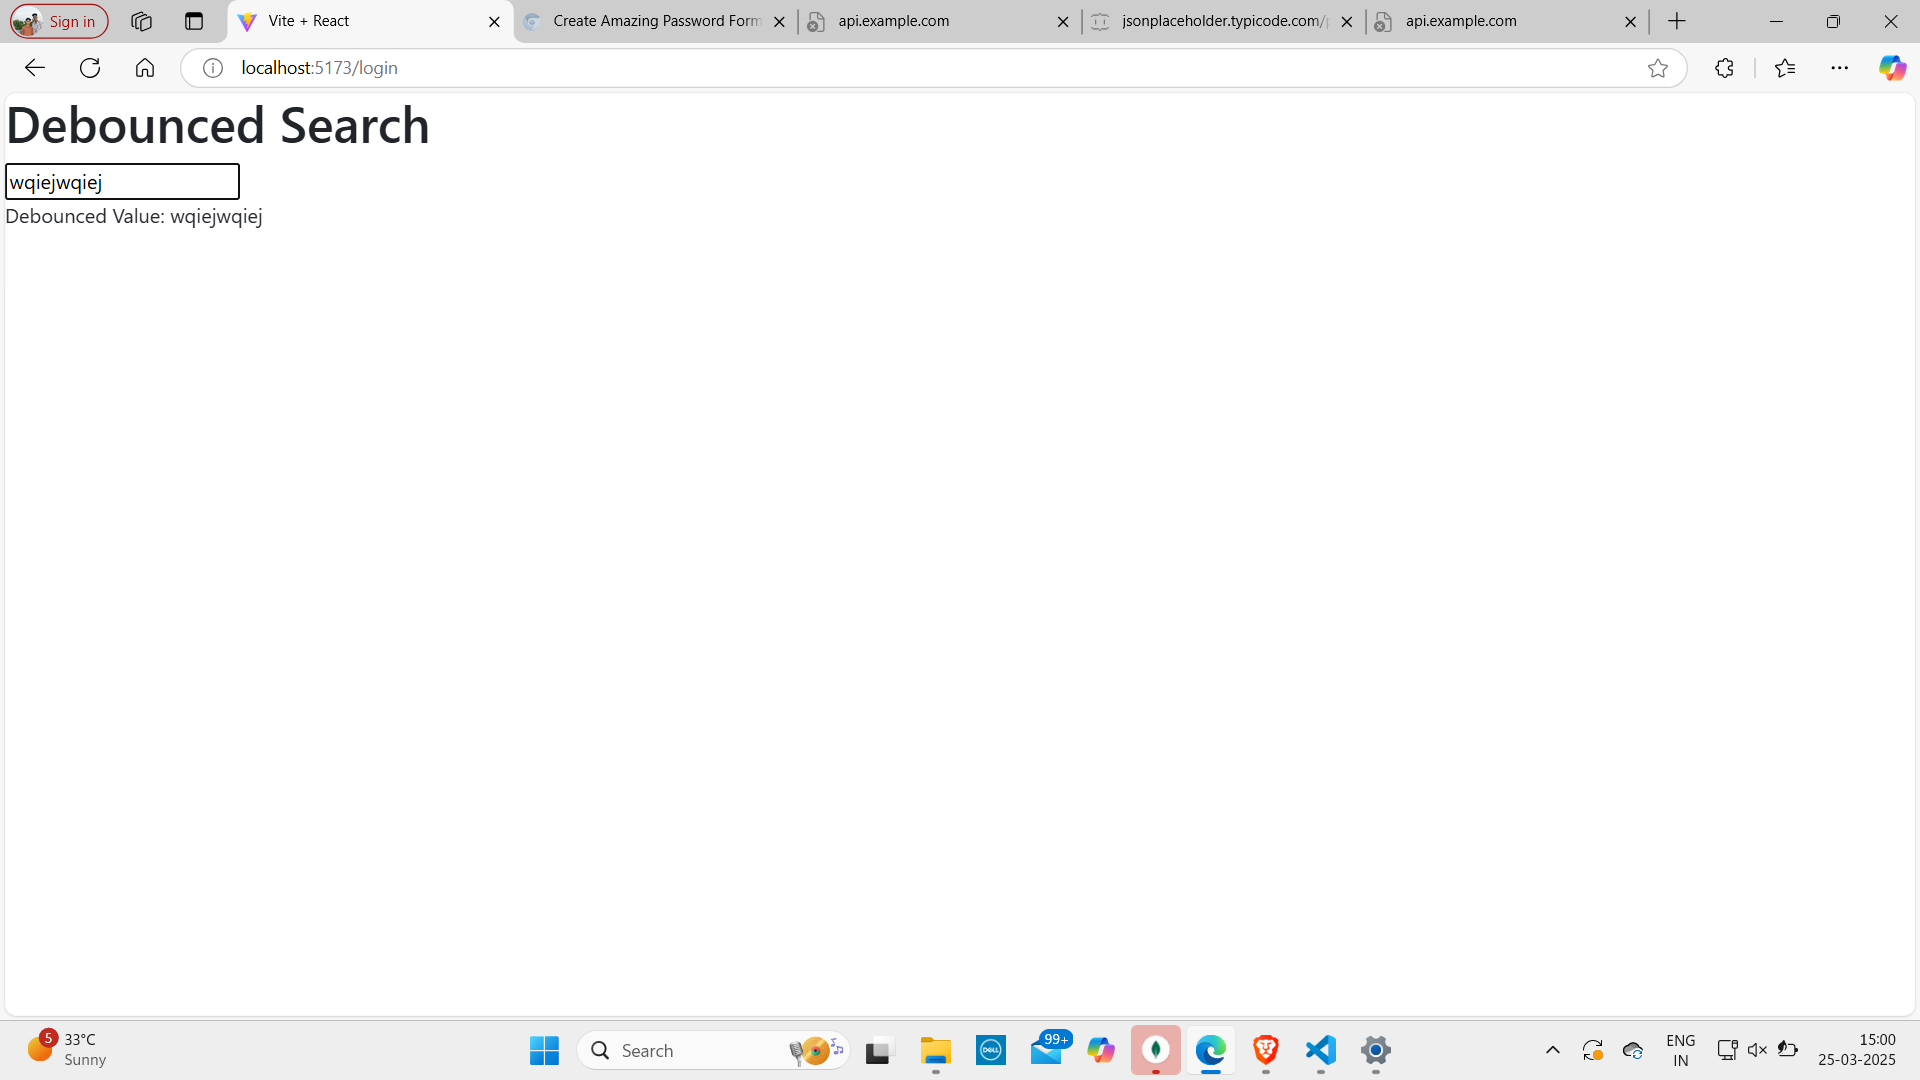 Sign in
Vite + React
Create Amazing Password Form
api.example.com
jsonplaceholder.typicode.com/p
api.example.com
localhost:5173/login
Debounced Search
wqiejwqiej
Debounced Value: wqiejwqiej
5
33°C
Sunny
Search
DELL
99+
ENG
IN
15:00
25-03-2025